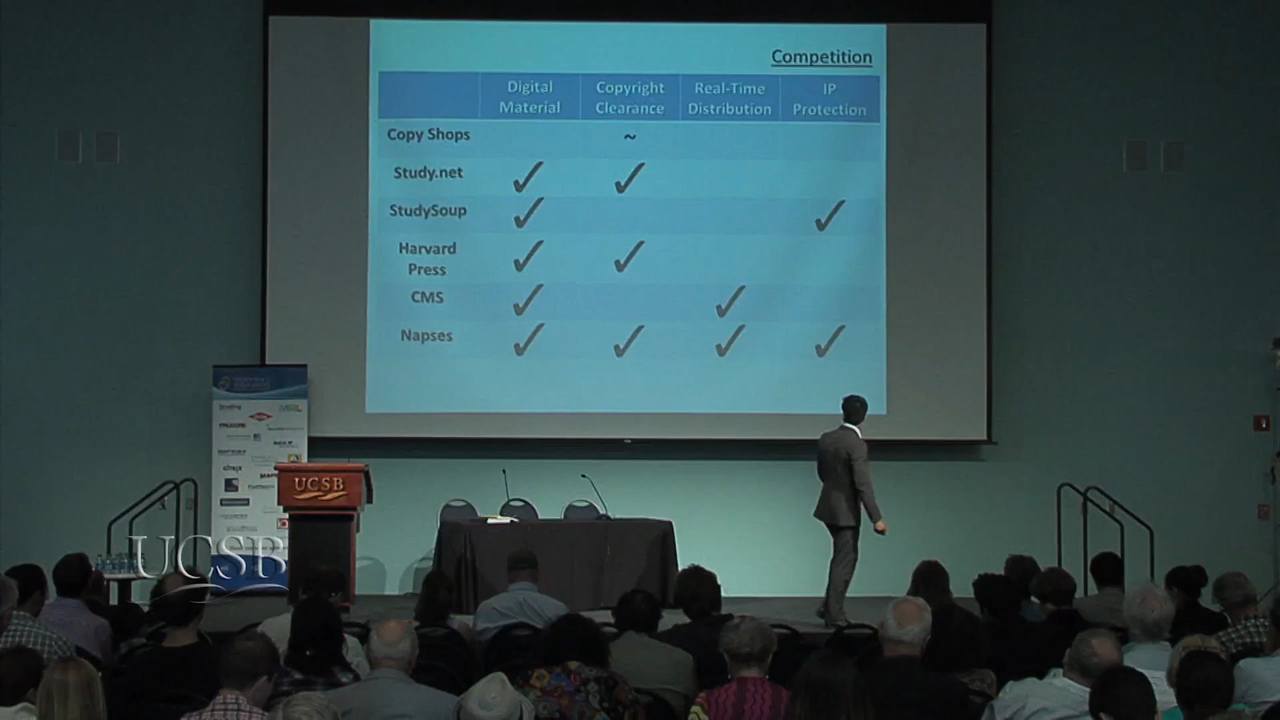 Competition
Digital Material Copyright Clearance Real-Time Distribution IP Protection
Copy Shops ~
Study.net ✓ ✓
StudySoup ✓ ✓
Harvard Press ✓ ✓
CMS ✓ ✓
Napses ✓ ✓ ✓ ✓
UCSB
citrix
UCSB